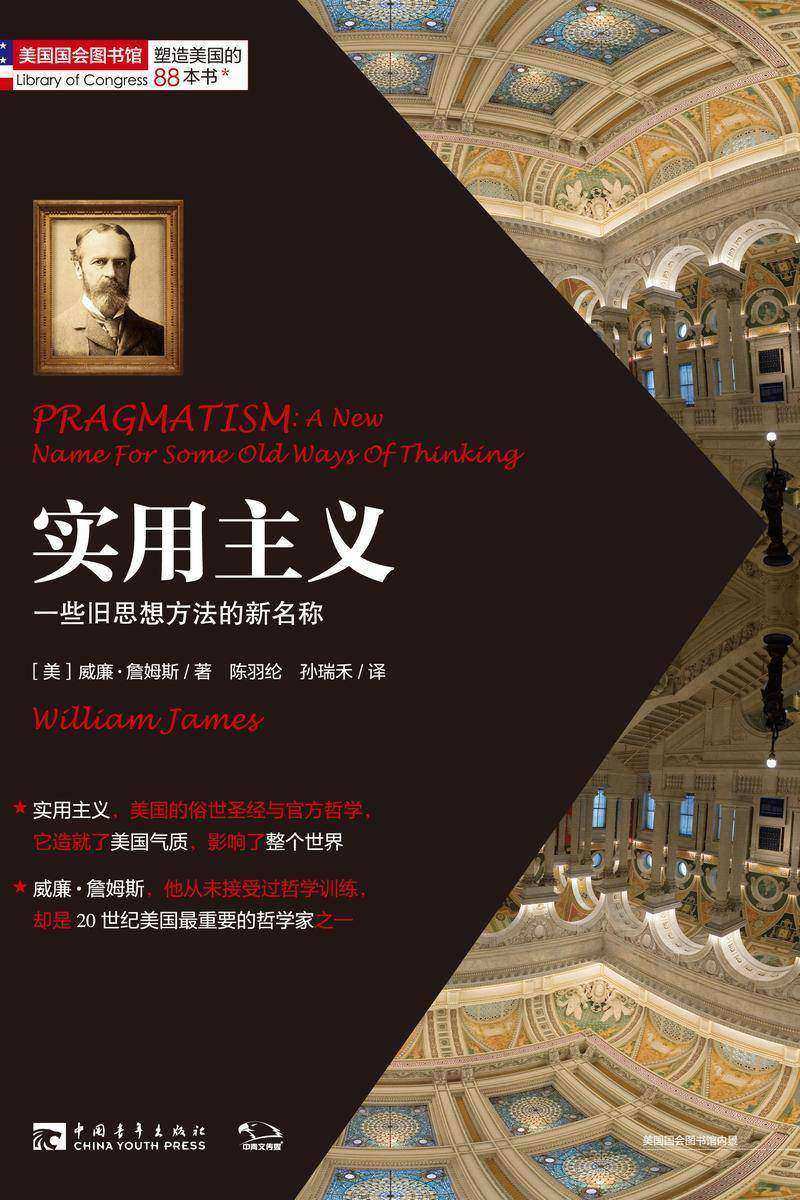 美国国会图书馆 塑造美国的
Library of Congress 88本书*
PRAGMATISM: A New
Name For Some Old Ways Of Thinking
实用主义
一些旧思想方法的新名称
［美］威廉·詹姆斯/著 陈羽纶 孙瑞禾/译
William James
★实用主义，美国的俗世圣经与官方哲学，
它造就了美国气质，影响了整个世界
★威廉·詹姆斯，他从未接受过哲学训练，
却是20世纪美国最重要的哲学家之一
中国青年出版社
CHINA YOUTH PRESS
中青文传媒
美国国会图书馆内景